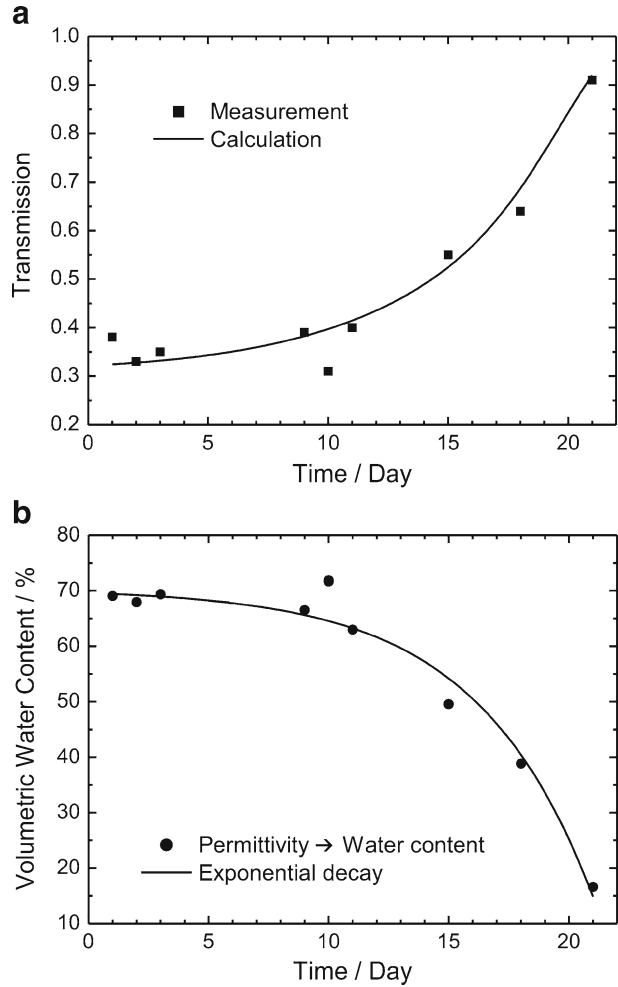 a
1.0
0.9
0.8
0.7
0.6
0.5
0.4
0.3
0.2
Transmission
Measurement
Calculation
0 5 10 15 20
Time / Day
b
80
70
60
50
40
30
20
10
Volumetric Water Content / %
Permittivity → Water content
Exponential decay
0 5 10 15 20
Time / Day